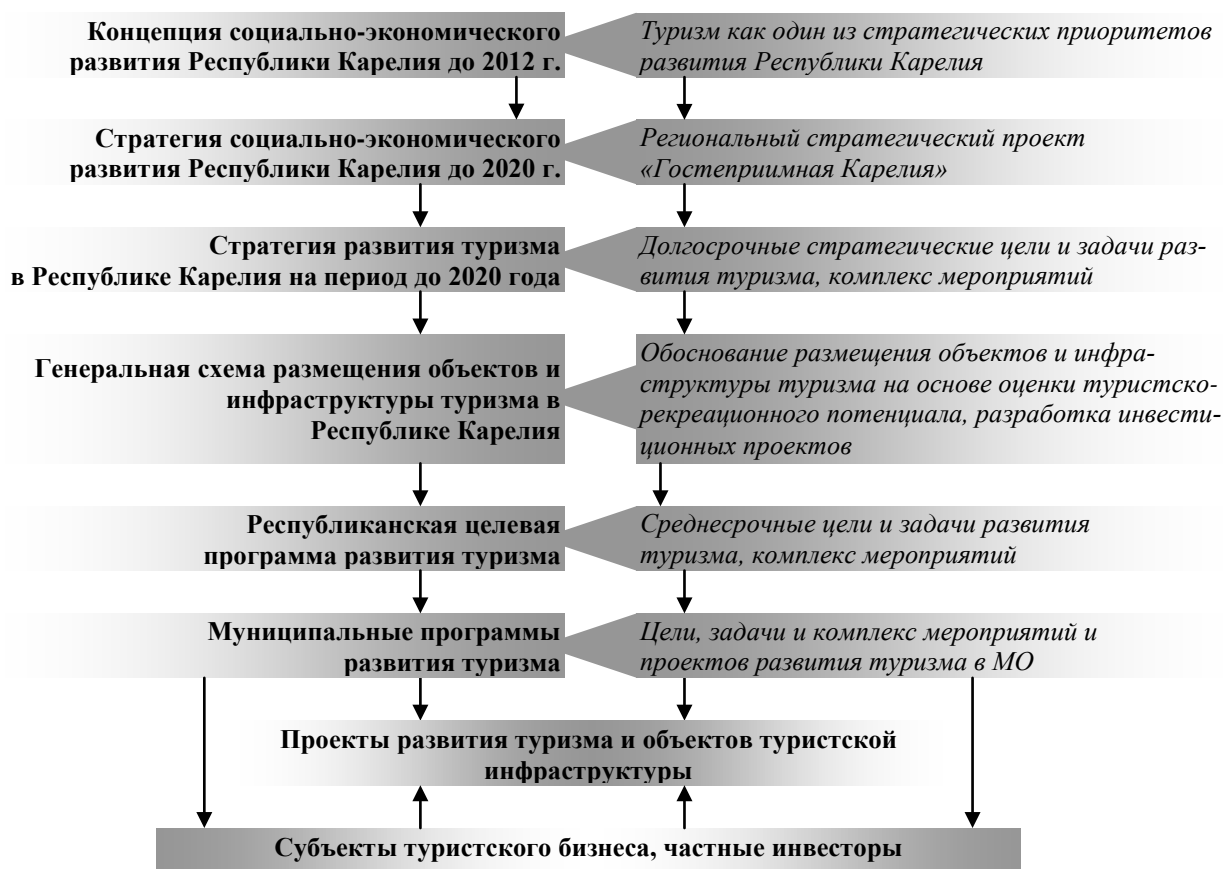 Концепция социально-экономического
развития Республики Карелия до 2012 г.
Туризм как один из стратегических приоритетов
развития Республики Карелия
Стратегия социально-экономического
развития Республики Карелия до 2020 г.
Региональный стратегический проект
«Гостеприимная Карелия»
Стратегия развития туризма
в Республике Карелия на период до 2020 года
Долгосрочные стратегические цели и задачи раз-
вития туризма, комплекс мероприятий
Генеральная схема размещения объектов и
инфраструктуры туризма в
Республике Карелия
Обоснование размещения объектов и инфра-
структуры туризма на основе оценки туристско-
рекреационного потенциала, разработка инвести-
ционных проектов
Республиканская целевая
программа развития туризма
Среднесрочные цели и задачи развития
туризма, комплекс мероприятий
Муниципальные программы
развития туризма
Цели, задачи и комплекс мероприятий и
проектов развития туризма в МО
Проекты развития туризма и объектов туристской
инфраструктуры
Субъекты туристского бизнеса, частные инвесторы